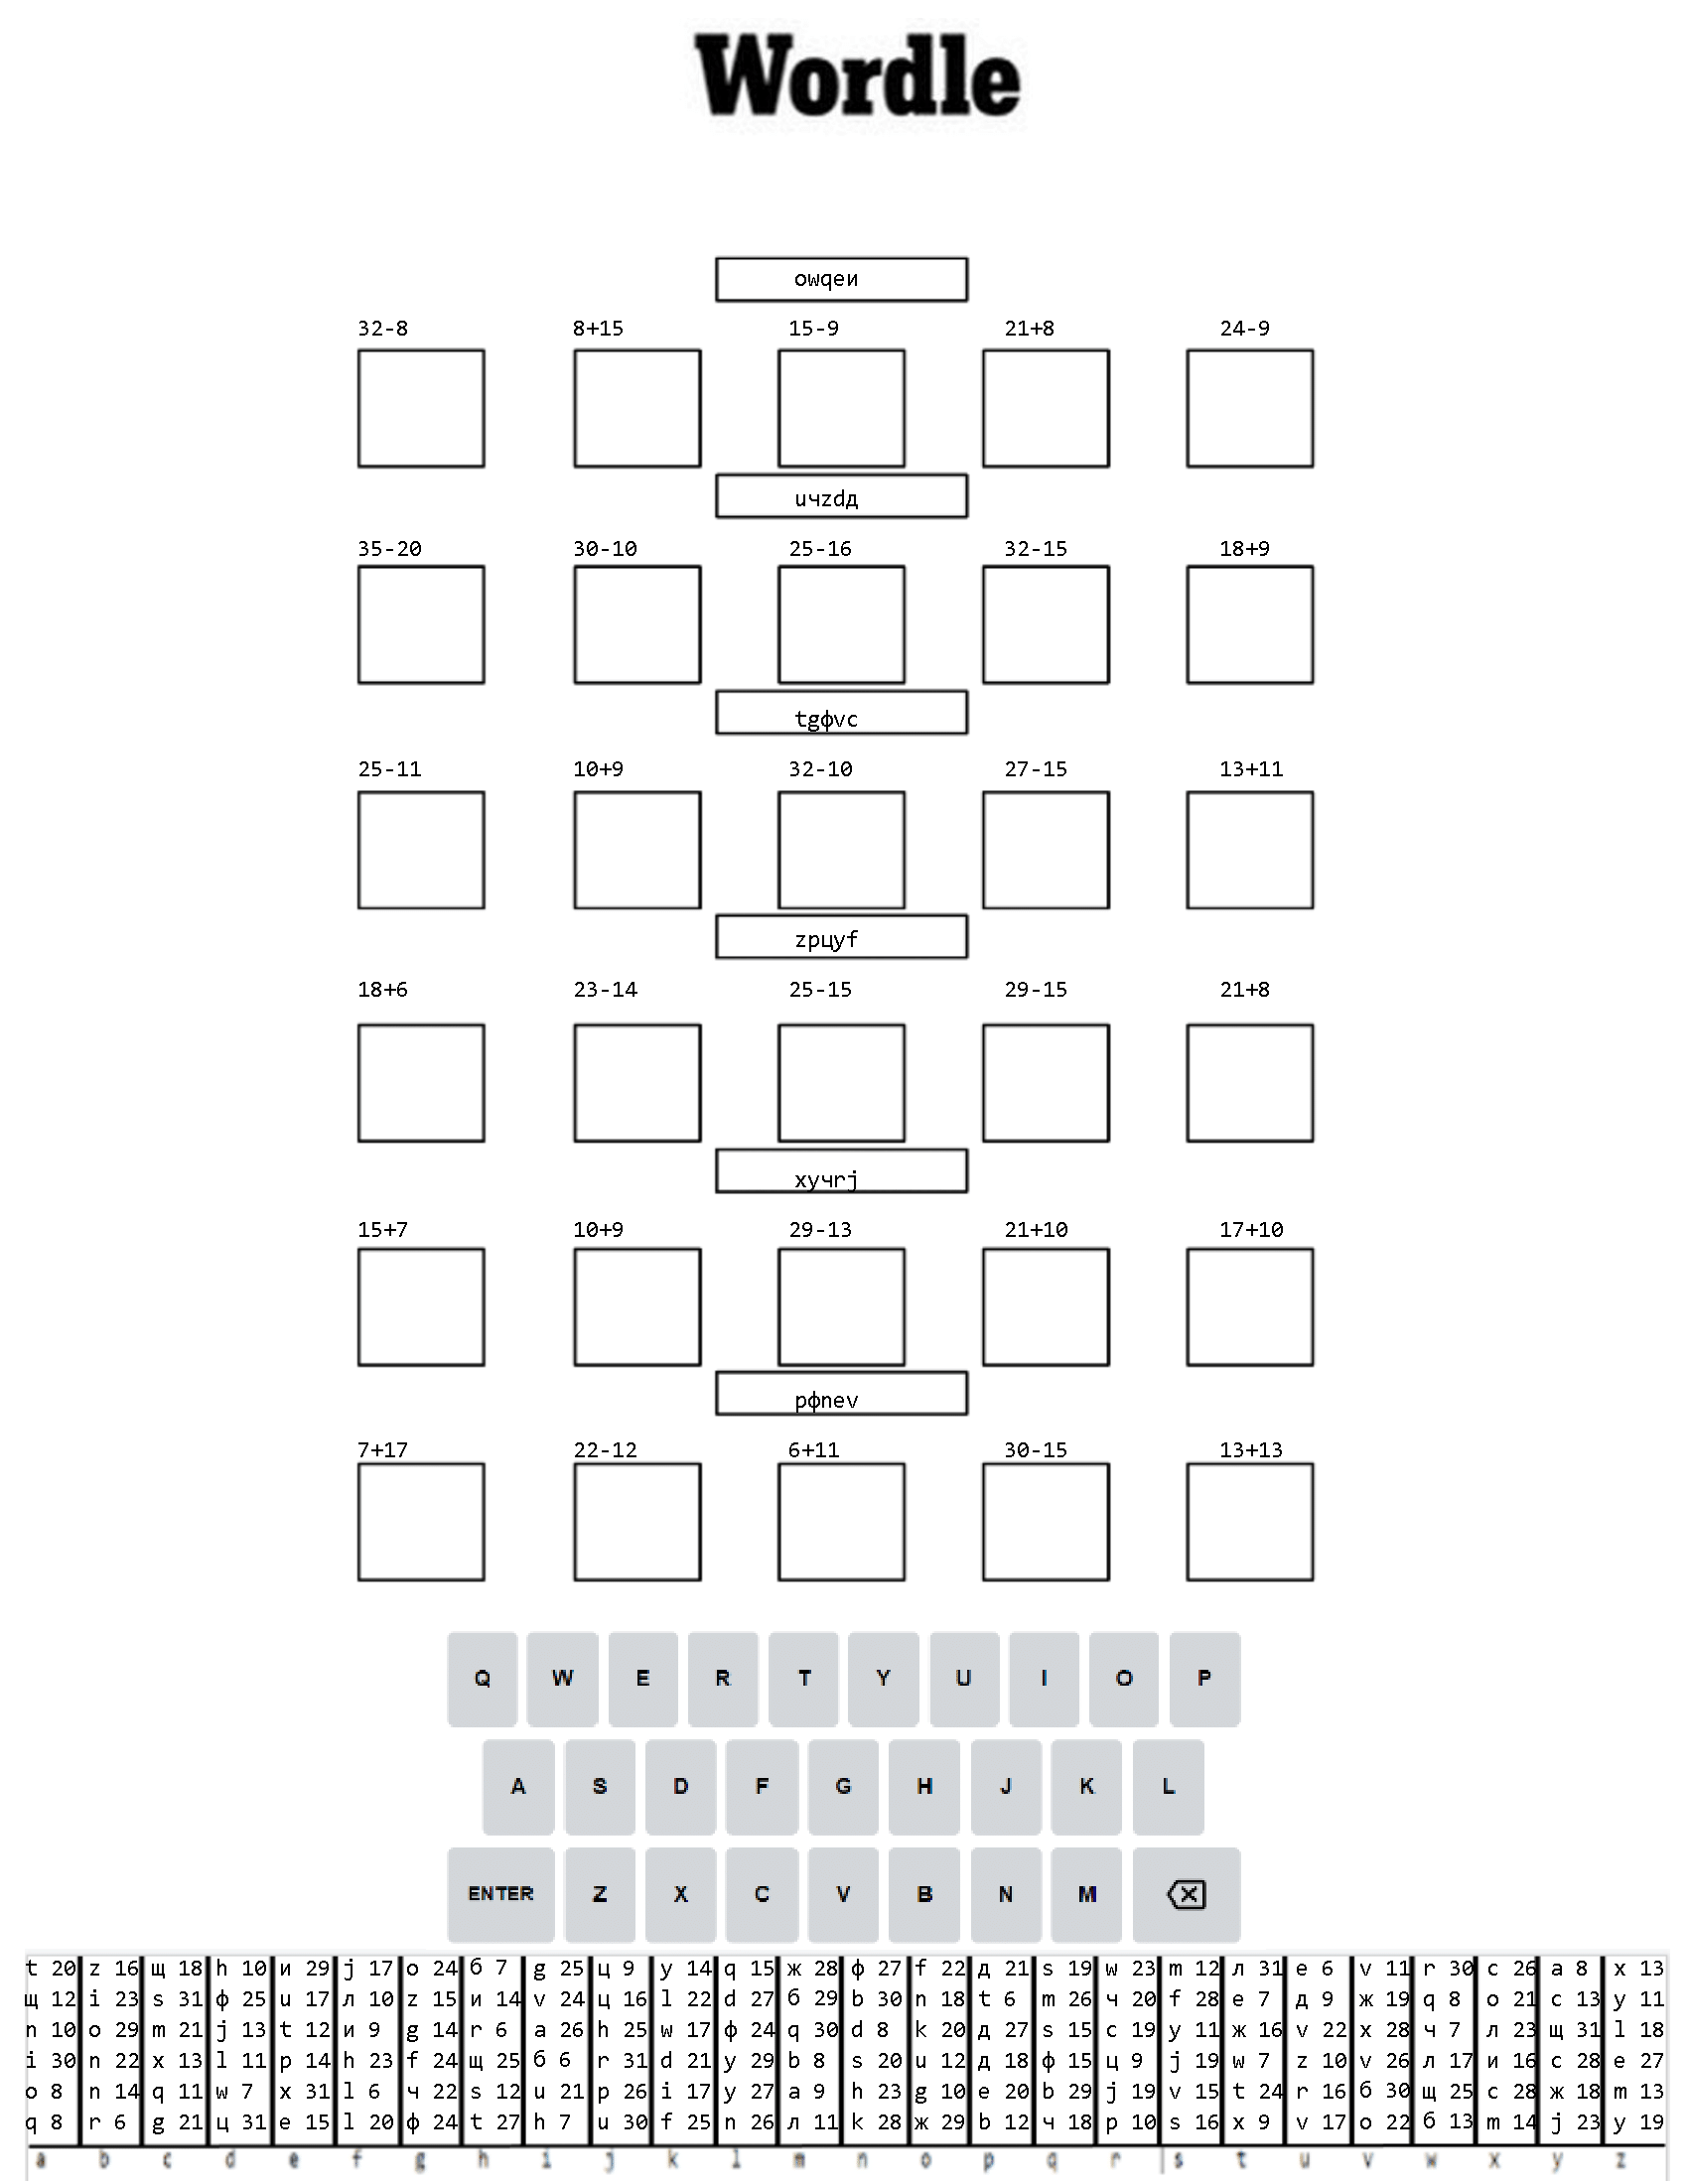 Wordle
owqeи
32-8 8+15 15-9 21+8 24-9
uчzdд
35-20 30-10 25-16 32-15 18+9
tgфvc
25-11 10+9 32-10 27-15 13+11
zpцyf
18+6 23-14 25-15 29-15 21+8
xyчrj
15+7 10+9 29-13 21+10 17+10
pфnev
7+17 22-12 6+11 30-15 13+13
Q W E R T Y U I O P
A S D F G H J K L
ENTER Z X C V B N M
t 20 z 16 щ 18 h 10 и 29 j 17 o 24 б 7 g 25 ц 9 y 14 q 15 ж 28 ф 27 f 22 д 21 s 19 w 23 m 12 л 31 e 6 v 11 r 30 c 26 a 8 x 13
щ 12 i 23 s 31 ф 25 u 17 л 10 z 15 и 14 v 24 ц 16 l 22 d 27 б 29 b 30 n 18 t 6 m 26 ч 20 f 28 e 7 д 9 ж 19 q 8 o 21 c 13 y 11
n 10 o 29 m 21 j 13 t 12 и 9 g 14 r 6 a 26 h 25 w 17 ф 24 q 30 d 8 k 20 д 27 s 15 c 19 y 11 ж 16 v 22 x 28 ч 7 л 23 щ 31 l 18
i 30 n 22 x 13 l 11 p 14 h 23 f 24 щ 25 б 6 r 31 d 21 y 29 b 8 s 20 u 12 д 18 ф 15 ц 9 j 19 w 7 z 10 v 26 л 17 и 16 c 28 e 27
o 8 n 14 q 11 w 7 x 31 l 6 ч 22 s 12 u 21 p 26 i 17 y 27 a 9 h 23 g 10 e 20 b 29 j 19 v 15 t 24 r 16 б 30 щ 25 c 28 ж 18 m 13
q 8 r 6 g 21 ц 31 e 15 l 20 ф 24 t 27 h 7 u 30 f 25 n 26 л 11 k 28 ж 29 b 12 ч 18 p 10 s 16 x 9 v 17 o 22 б 13 m 14 j 23 y 19
a b c d e f g h i j k l m n o p q r s t u v w x y z